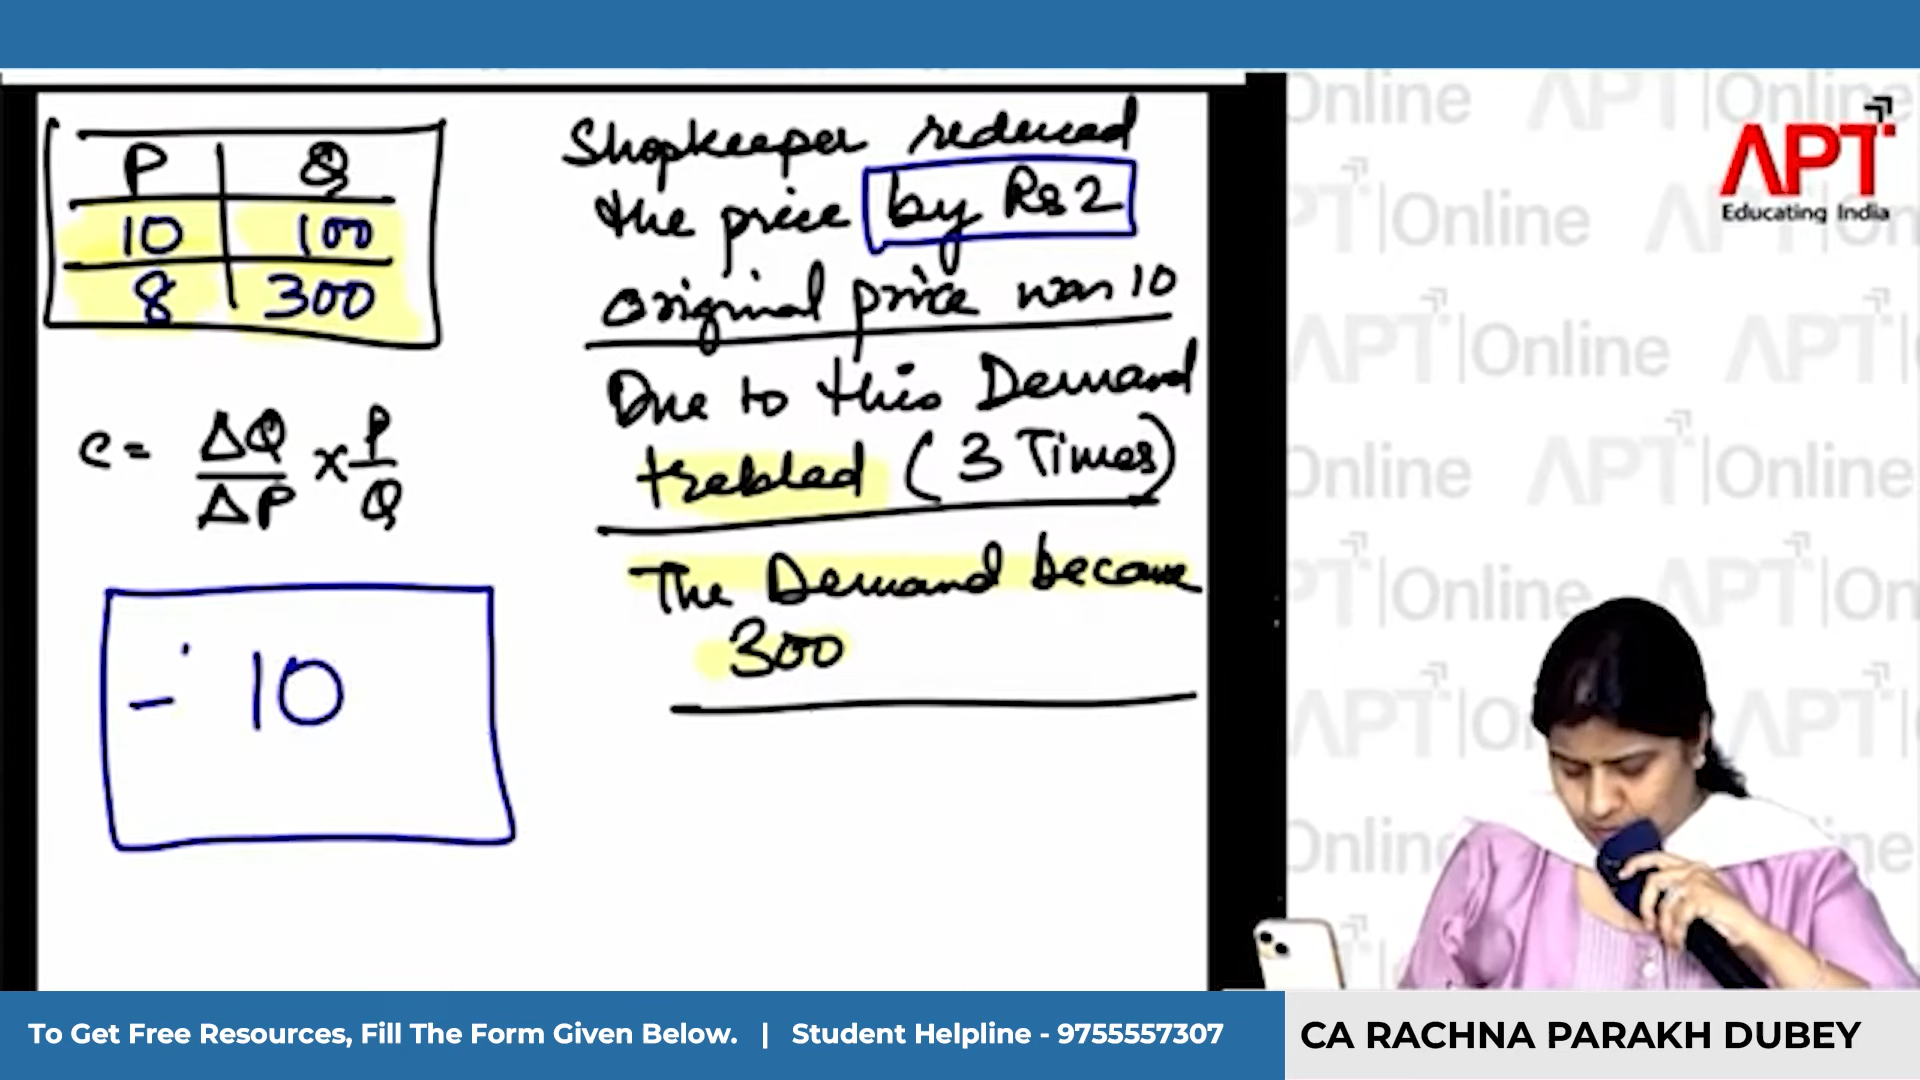 P Q
10 100
8 300
e = ΔQ/ΔP × P/Q
- 10
Shopkeeper reduced
the price by Rs 2
original price was 10
Due to this Demand
trebled (3 Times)
The Demand became
300
APT
Educating India
APT|Online
To Get Free Resources, Fill The Form Given Below. | Student Helpline - 9755557307
CA RACHNA PARAKH DUBEY